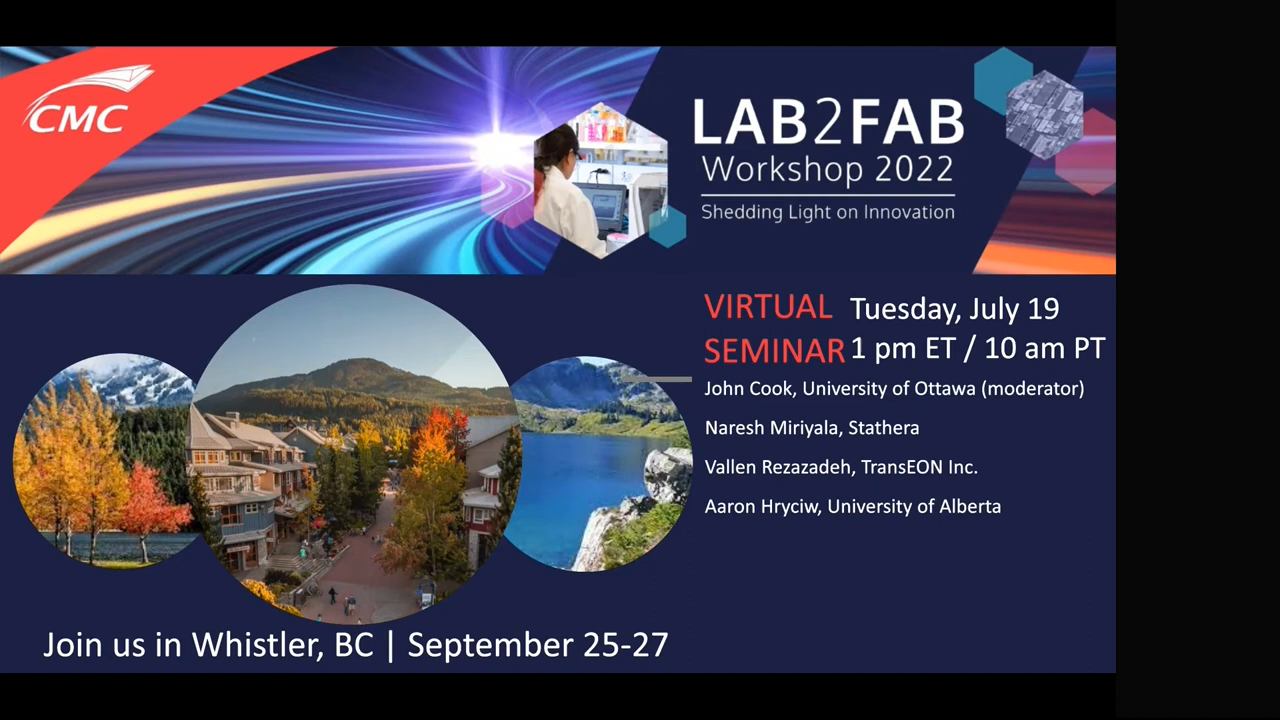 CMC
LAB2FAB
Workshop 2022
Shedding Light on Innovation
VIRTUAL SEMINAR
Tuesday, July 19
1 pm ET / 10 am PT
John Cook, University of Ottawa (moderator)
Naresh Miriyala, Stathera
Vallen Rezazadeh, TransEON Inc.
Aaron Hryciw, University of Alberta
Join us in Whistler, BC | September 25-27